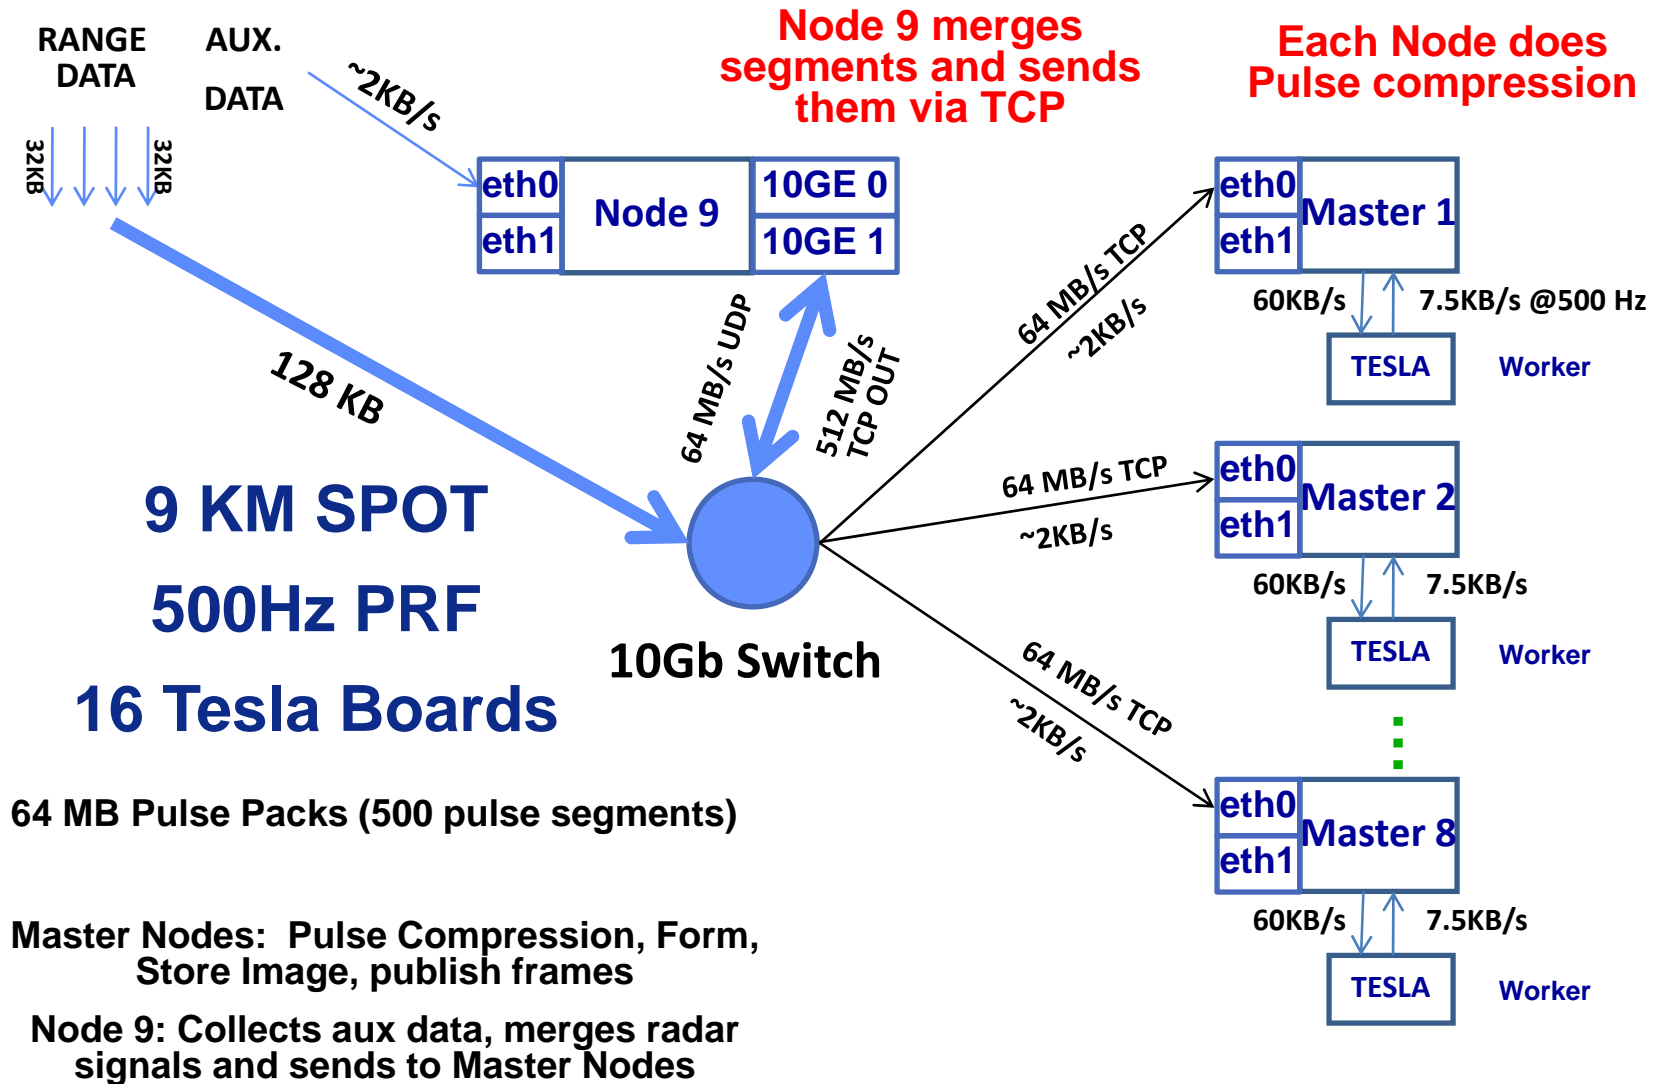 RANGE
DATA
AUX.
DATA
~2KB/s
32KB
32KB
Node 9 merges
segments and sends
them via TCP
Each Node does
Pulse compression
eth0
eth1
Node 9
10GE 0
10GE 1
128 KB
64 MB/s UDP
512 MB/s
TCP OUT
10Gb Switch
64 MB/s TCP
~2KB/s
eth0
eth1
Master 1
60KB/s
7.5KB/s @500 Hz
TESLA
Worker
64 MB/s TCP
~2KB/s
eth0
eth1
Master 2
60KB/s
7.5KB/s
TESLA
Worker
64 MB/s TCP
~2KB/s
eth0
eth1
Master 8
60KB/s
7.5KB/s
TESLA
Worker
9 KM SPOT
500Hz PRF
16 Tesla Boards
64 MB Pulse Packs (500 pulse segments)
Master Nodes:  Pulse Compression, Form,
Store Image, publish frames
Node 9: Collects aux data, merges radar
signals and sends to Master Nodes